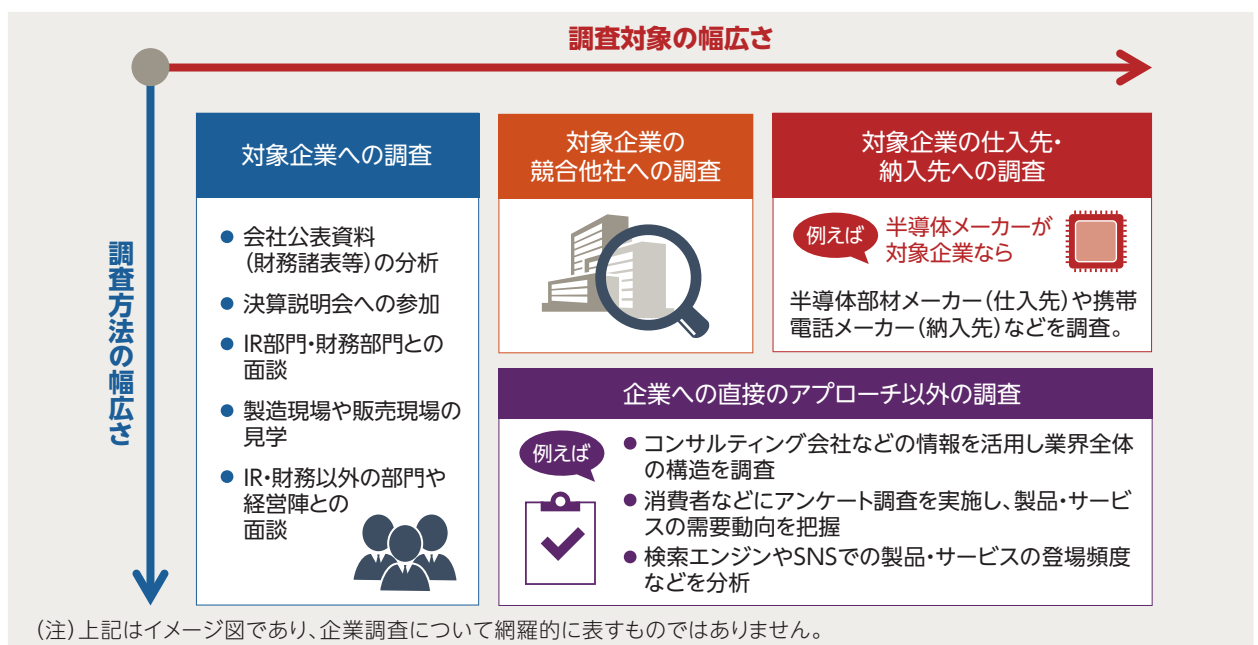 調査対象の幅広さ
調査方法の幅広さ
対象企業への調査
● 会社公表資料
（財務諸表等）の分析
● 決算説明会への参加
● IR部門・財務部門との
面談
● 製造現場や販売現場の
見学
● IR・財務以外の部門や
経営陣との
面談
対象企業の
競合他社への調査
対象企業の仕入先・
納入先への調査
例えば
半導体メーカーが
対象企業なら
半導体部材メーカー（仕入先）や携帯
電話メーカー（納入先）などを調査。
企業への直接のアプローチ以外の調査
例えば
● コンサルティング会社などの情報を活用し業界全体
の構造を調査
● 消費者などにアンケート調査を実施し、製品・サービ
スの需要動向を把握
● 検索エンジンやSNSでの製品・サービスの登場頻度
などを分析
（注）上記はイメージ図であり、企業調査について網羅的に表すものではありません。